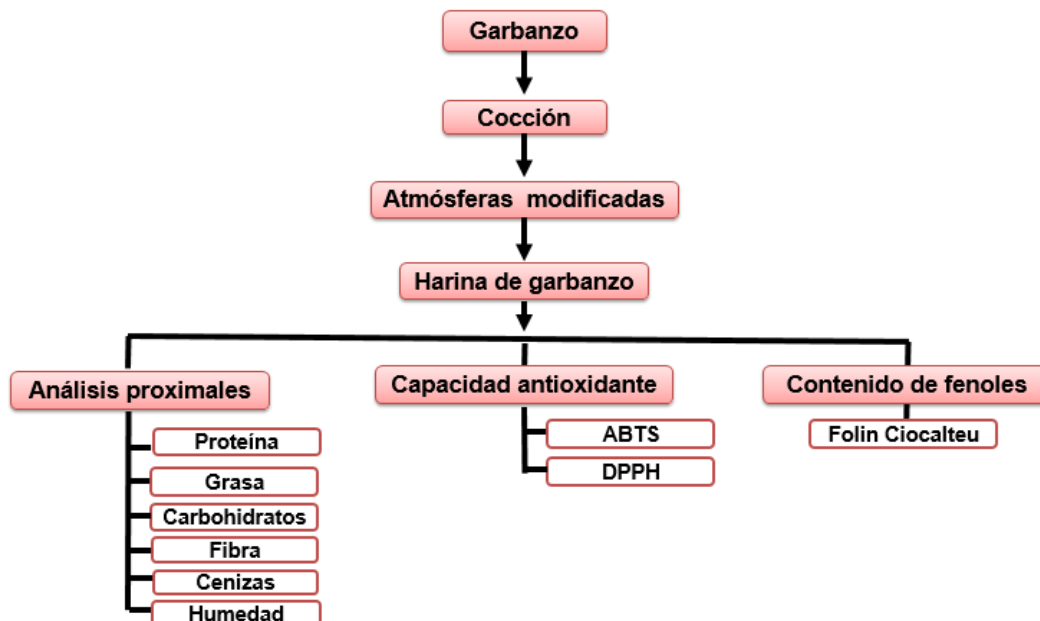 Garbanzo
Cocción
Atmósferas modificadas
Harina de garbanzo
Análisis proximales
Proteína
Grasa
Carbohidratos
Fibra
Cenizas
Humedad
Capacidad antioxidante
ABTS
DPPH
Contenido de fenoles
Folin Ciocalteu